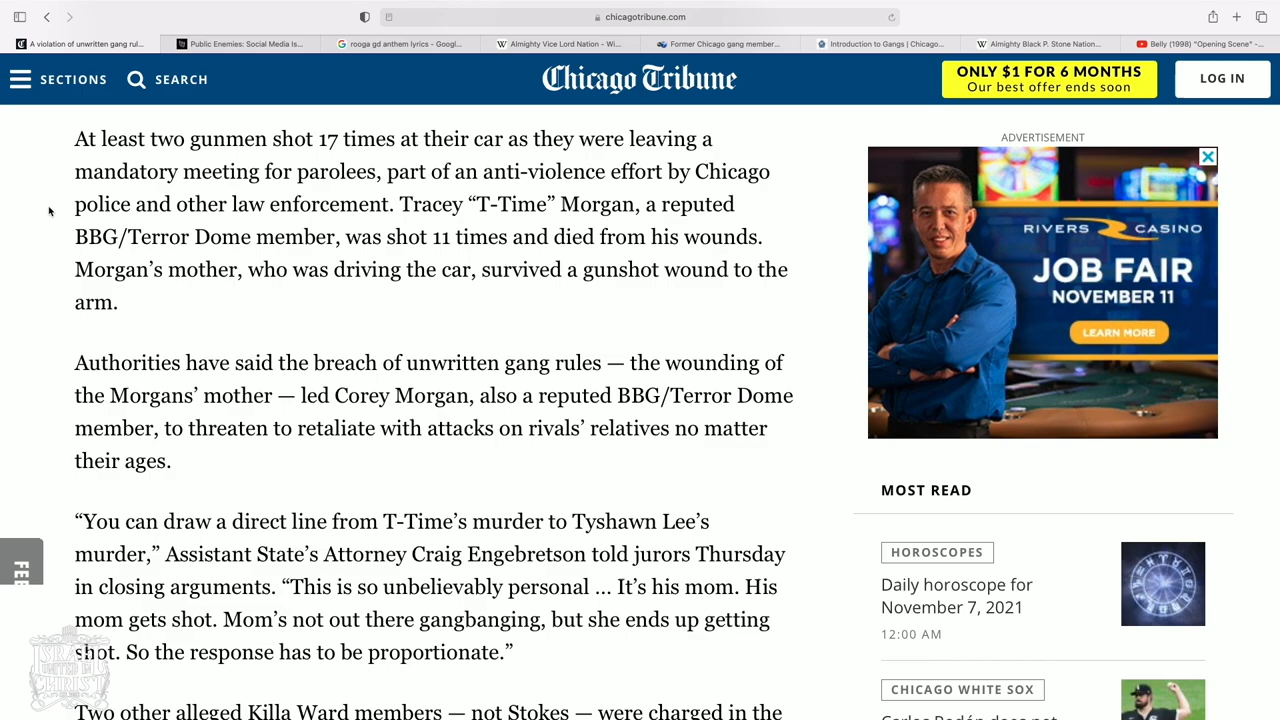 chicagotribune.com
A violation of unwritten gang rul...
Public Enemies: Social Media Is...
rooga gd anthem lyrics - Googl...
Almighty Vice Lord Nation - Wi...
Former Chicago gang member...
Introduction to Gangs | Chicago...
Almighty Black P. Stone Nation...
Belly (1998) "Opening Scene" -...
SECTIONS
SEARCH
Chicago Tribune
ONLY $1 FOR 6 MONTHS
Our best offer ends soon
LOG IN
At least two gunmen shot 17 times at their car as they were leaving a
mandatory meeting for parolees, part of an anti-violence effort by Chicago
police and other law enforcement. Tracey “T-Time” Morgan, a reputed
BBG/Terror Dome member, was shot 11 times and died from his wounds.
Morgan’s mother, who was driving the car, survived a gunshot wound to the
arm.
Authorities have said the breach of unwritten gang rules — the wounding of
the Morgans’ mother — led Corey Morgan, also a reputed BBG/Terror Dome
member, to threaten to retaliate with attacks on rivals’ relatives no matter
their ages.
“You can draw a direct line from T-Time’s murder to Tyshawn Lee’s
murder,” Assistant State’s Attorney Craig Engebretson told jurors Thursday
in closing arguments. “This is so unbelievably personal ... It’s his mom. His
mom gets shot. Mom’s not out there gangbanging, but she ends up getting
shot. So the response has to be proportionate.”
Two other alleged Killa Ward members — not Stokes — were charged in the
ADVERTISEMENT
RIVERS CASINO
JOB FAIR
NOVEMBER 11
LEARN MORE
MOST READ
HOROSCOPES
Daily horoscope for
November 7, 2021
12:00 AM
CHICAGO WHITE SOX
Carlos Rodón does not
FEE
ISRAEL
UNITED IN
CHRIST